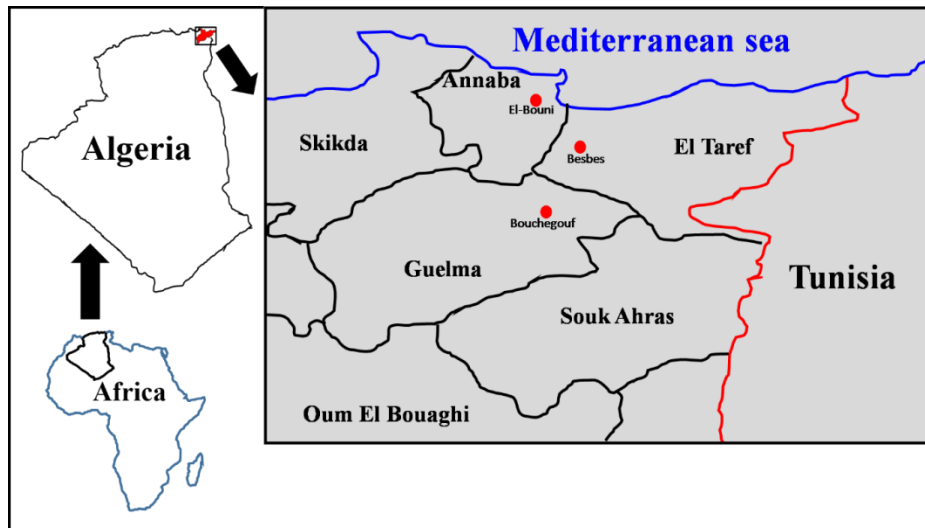 Algeria
Africa
Mediterranean sea
Annaba
El-Bouni
Skikda
Besbes
El Taref
Bouchegouf
Guelma
Tunisia
Souk Ahras
Oum El Bouaghi